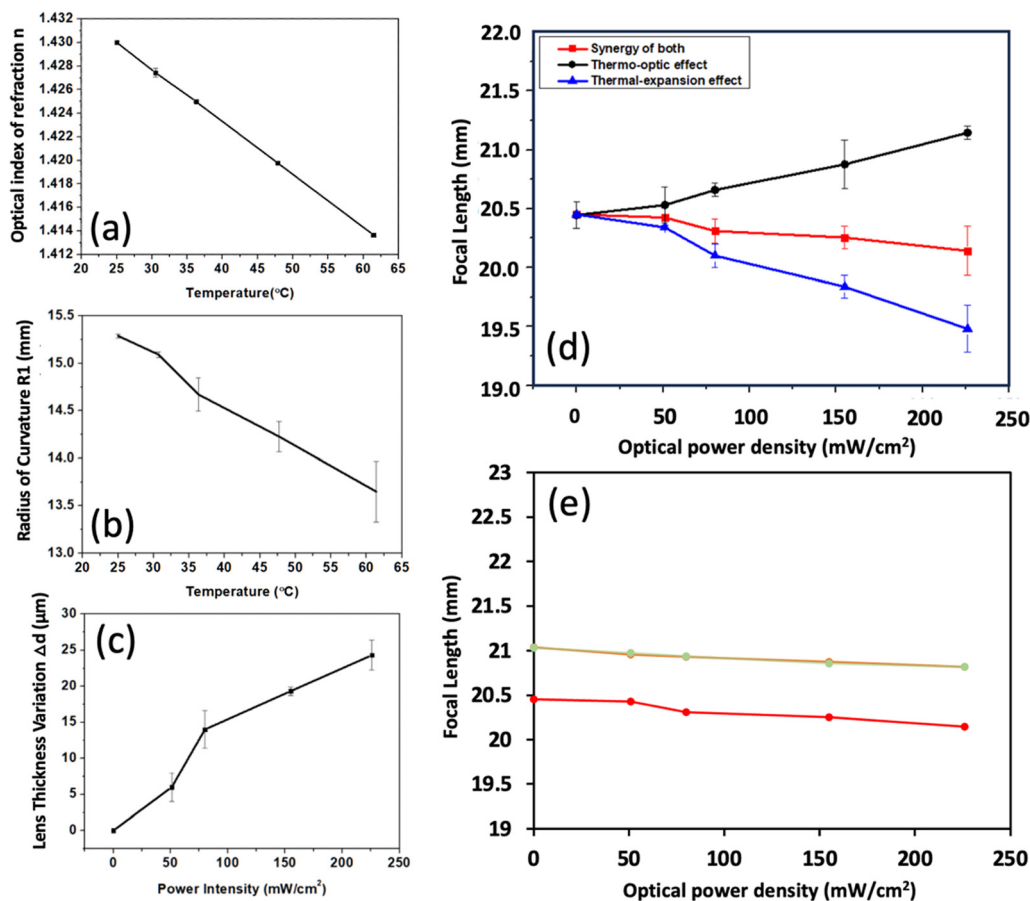 1.432
1.430
1.428
1.426
1.424
1.422
1.420
1.418
1.416
1.414
1.412
Optical index of refraction n
(a)
20 25 30 35 40 45 50 55 60 65
Temperature(°C)
15.5
15.0
14.5
14.0
13.5
13.0
Radius of Curvature R1 (mm)
(b)
20 25 30 35 40 45 50 55 60 65
Temperature (°C)
30
25
20
15
10
5
0
Lens Thickness Variation Δd (μm)
(c)
0 50 100 150 200 250
Power Intensity (mW/cm²)
22.0
21.5
21.0
20.5
20.0
19.5
19.0
Focal Length (mm)
Synergy of both
Thermo-optic effect
Thermal-expansion effect
(d)
0 50 100 150 200 250
Optical power density (mW/cm²)
23
22.5
22
21.5
21
20.5
20
19.5
19
Focal Length (mm)
(e)
0 50 100 150 200 250
Optical power density (mW/cm²)